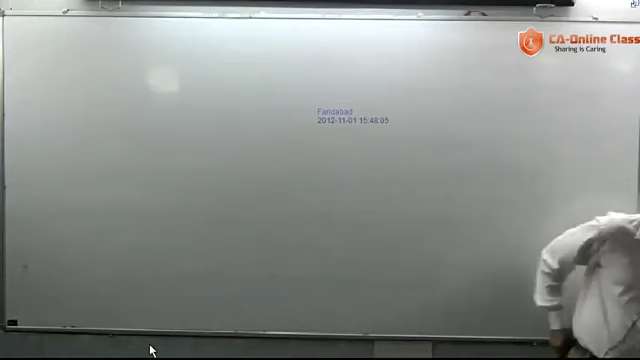 CA-Online Class
Sharing is Caring
Faridabad
2012-11-01 15:48:05